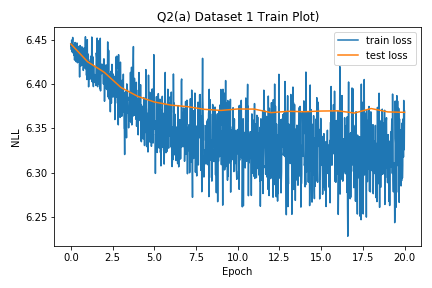 Q2(a) Dataset 1 Train Plot)
train loss
test loss
NLL
6.45
6.40
6.35
6.30
6.25
0.0 2.5 5.0 7.5 10.0 12.5 15.0 17.5 20.0
Epoch